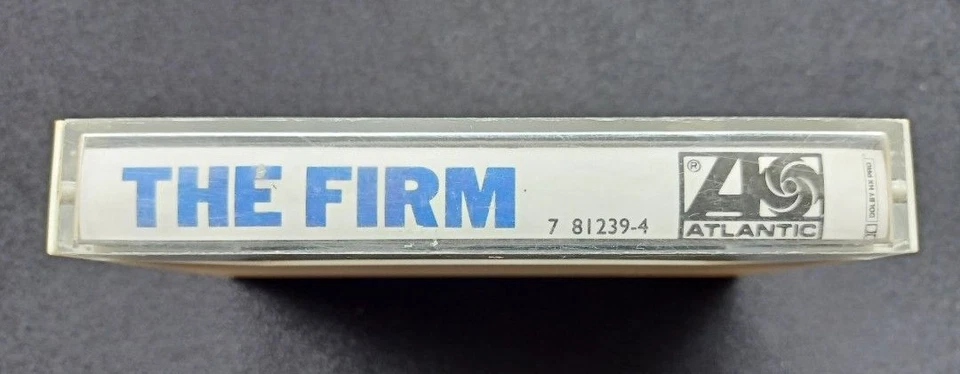 THE FIRM
7 81239-4
®
ATLANTIC
DOLBY HX PRO